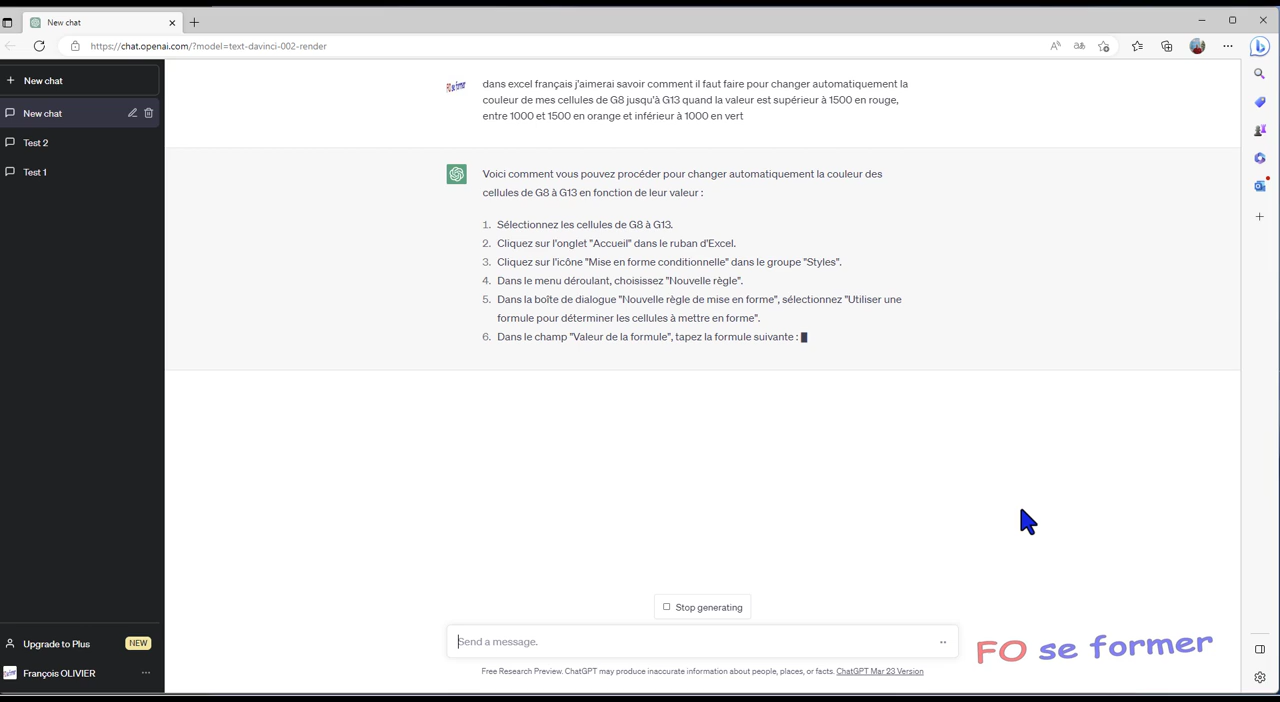 New chat
https://chat.openai.com/?model=text-davinci-002-render
New chat
New chat
Test 2
Test 1
FO se former
dans excel français j'aimerai savoir comment il faut faire pour changer automatiquement la
couleur de mes cellules de G8 jusqu'à G13 quand la valeur est supérieur à 1500 en rouge,
entre 1000 et 1500 en orange et inférieur à 1000 en vert
Voici comment vous pouvez procéder pour changer automatiquement la couleur des
cellules de G8 à G13 en fonction de leur valeur :
1. Sélectionnez les cellules de G8 à G13.
2. Cliquez sur l'onglet "Accueil" dans le ruban d'Excel.
3. Cliquez sur l'icône "Mise en forme conditionnelle" dans le groupe "Styles".
4. Dans le menu déroulant, choisissez "Nouvelle règle".
5. Dans la boîte de dialogue "Nouvelle règle de mise en forme", sélectionnez "Utiliser une
formule pour déterminer les cellules à mettre en forme".
6. Dans le champ "Valeur de la formule", tapez la formule suivante :
Stop generating
Send a message.
Free Research Preview. ChatGPT may produce inaccurate information about people, places, or facts. ChatGPT Mar 23 Version
Upgrade to Plus
NEW
François OLIVIER
FO se former